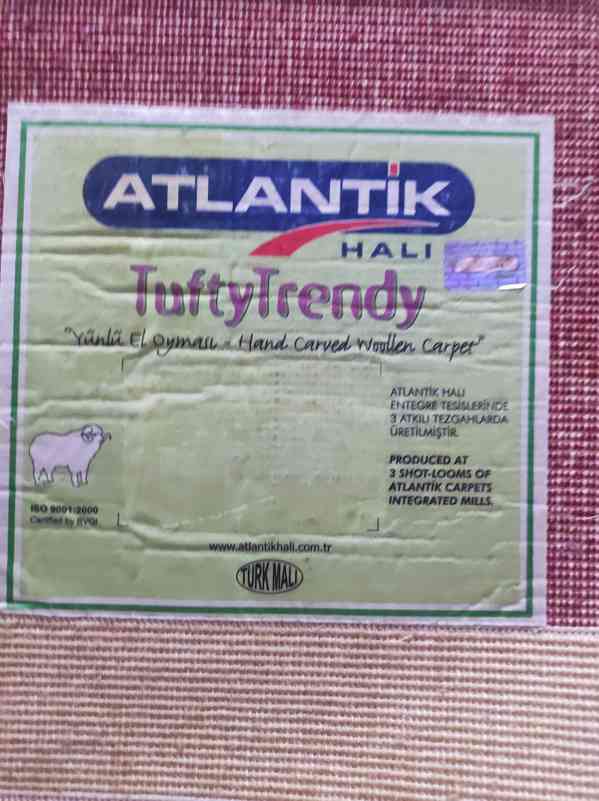 ATLANTİK
HALI
TuftyTrendy
"Yünlü El Oyması - Hand Carved Woollen Carpet"
ATLANTİK HALI
ENTEGRE TESİSLERİNDE
3 ATKILI TEZGAHLARDA
ÜRETİLMİŞTİR.
PRODUCED AT
3 SHOT-LOOMS OF
ATLANTİK CARPETS
INTEGRATED MILLS.
ISO 9001:2000
Certified by BVQI
www.atlantikhali.com.tr
TÜRK MALI